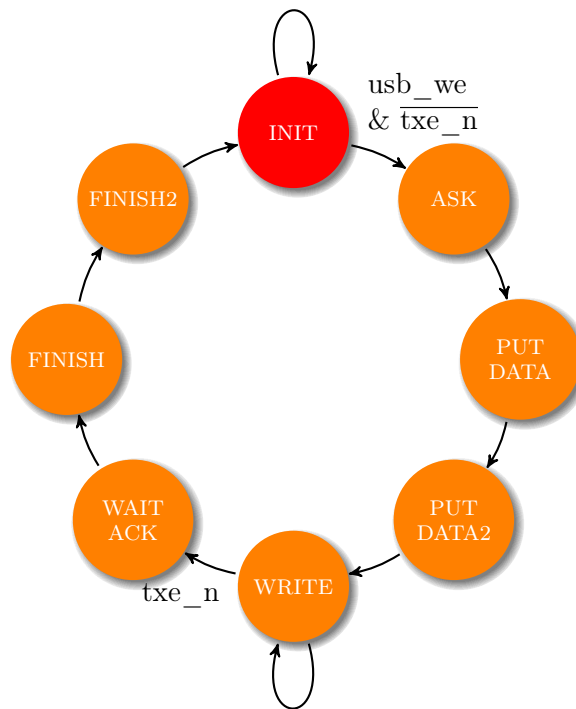 usb_we
& txe_n
INIT
FINISH2
ASK
FINISH
PUT
DATA
WAIT
ACK
PUT
DATA2
WRITE
txe_n